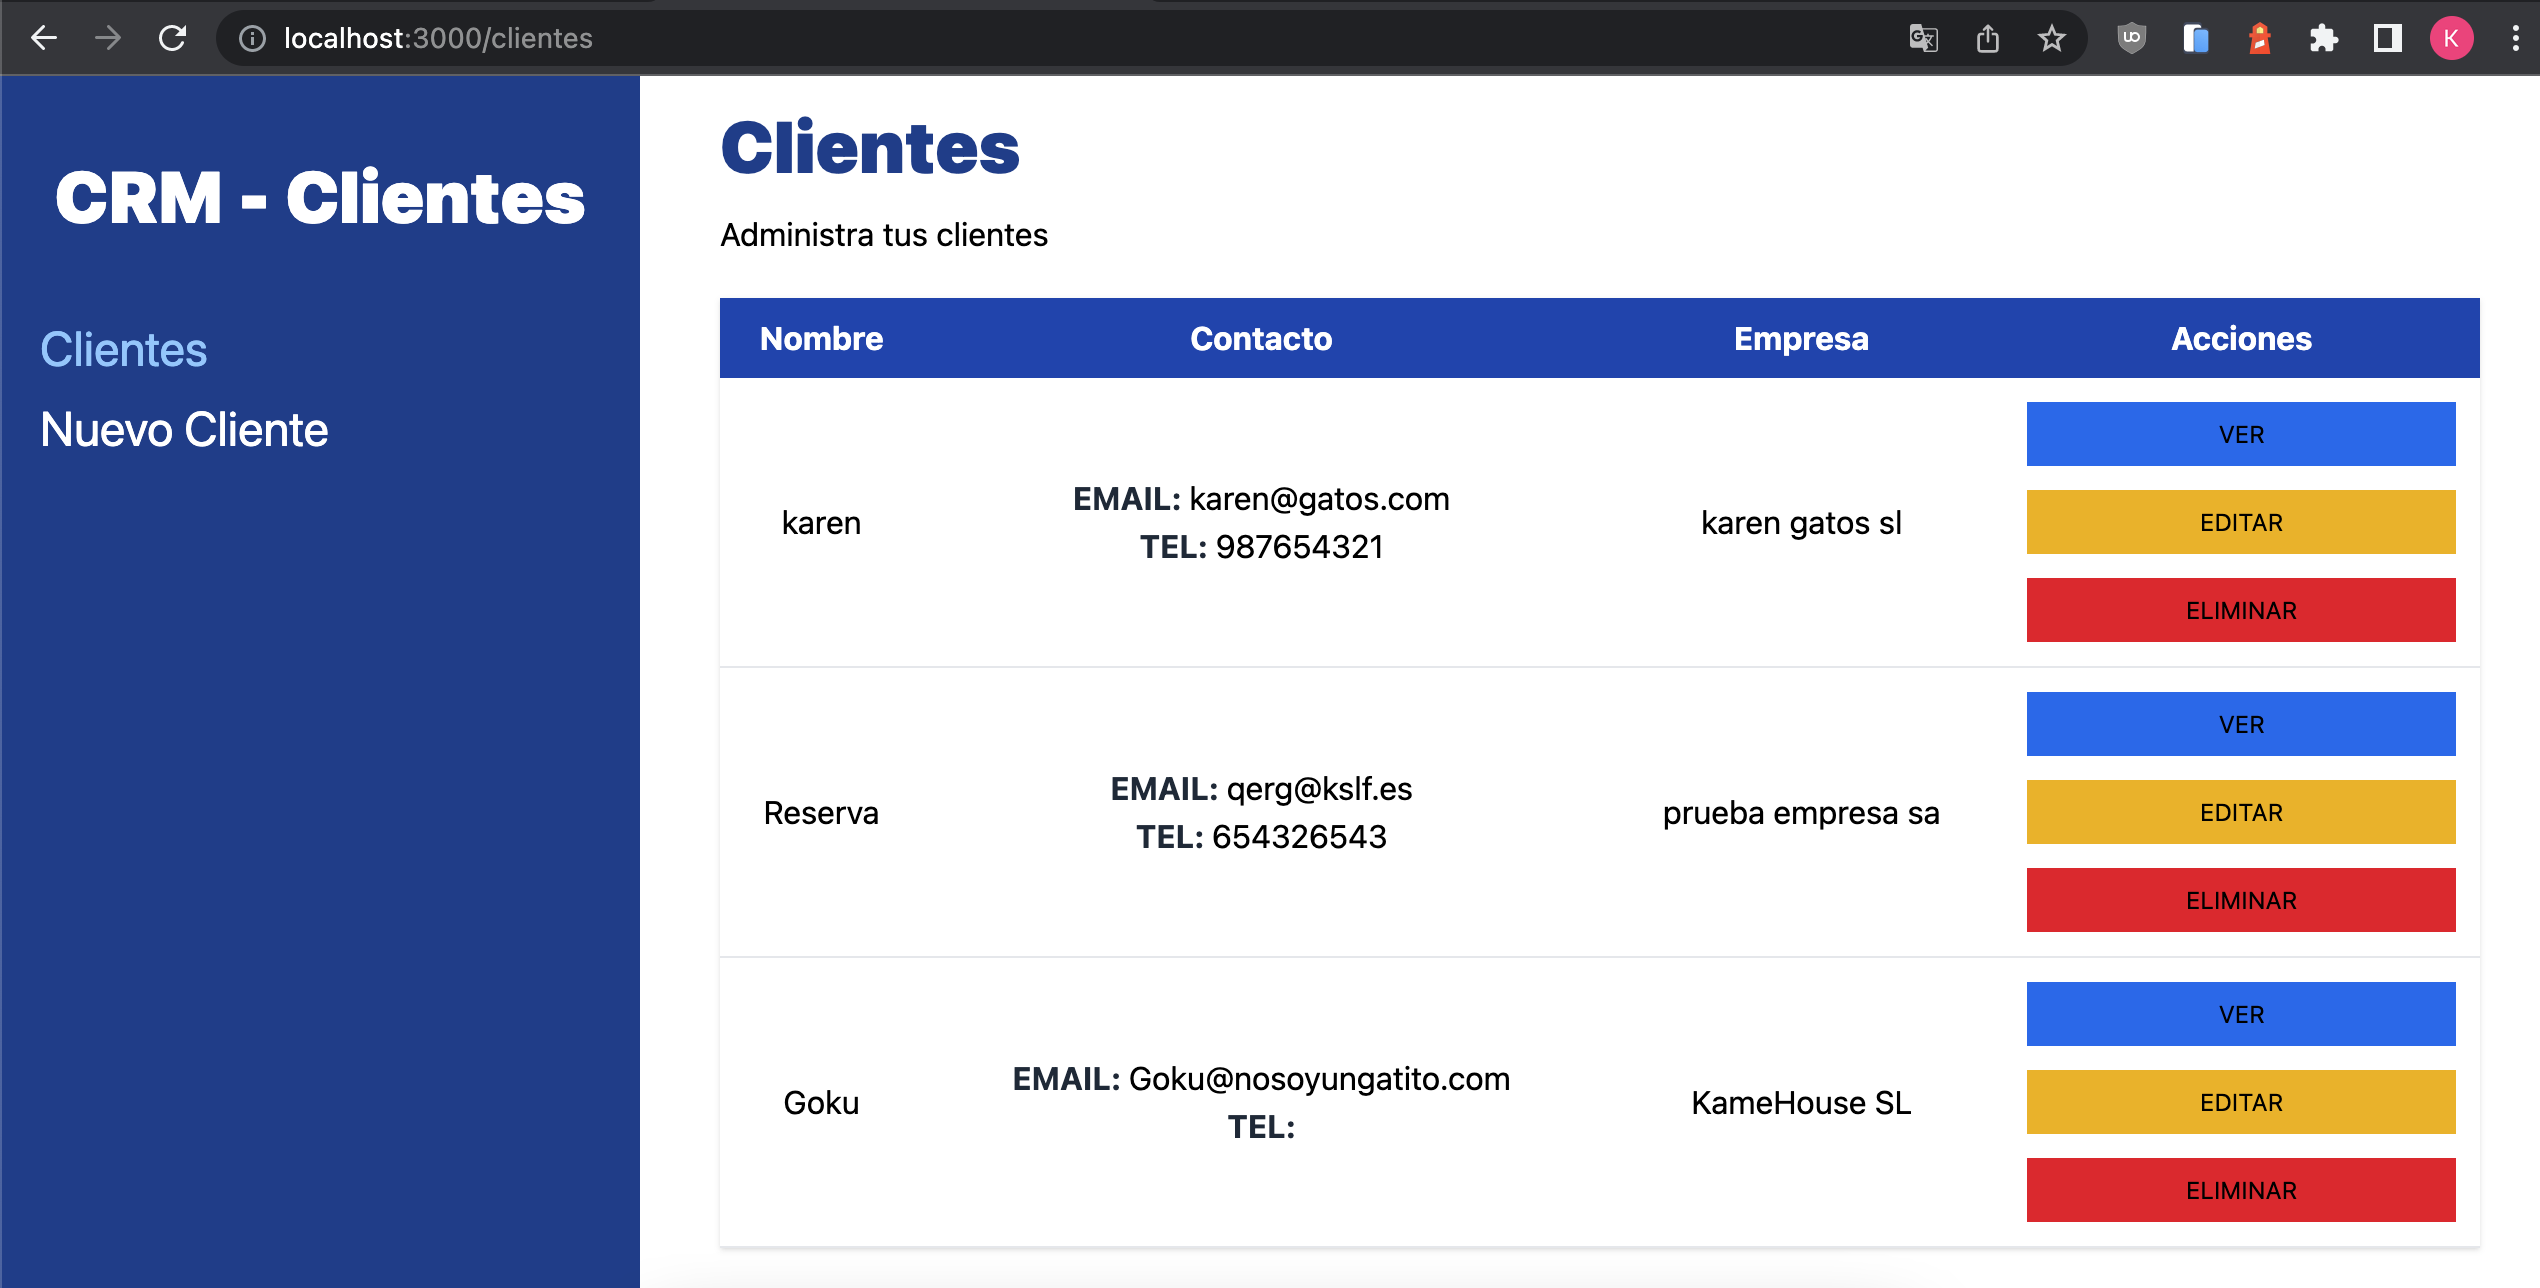 localhost:3000/clientes
K
CRM - Clientes
Clientes
Nuevo Cliente
Clientes
Administra tus clientes
Nombre Contacto Empresa Acciones
karen
EMAIL: karen@gatos.com
TEL: 987654321
karen gatos sl
VER
EDITAR
ELIMINAR
Reserva
EMAIL: qerg@kslf.es
TEL: 654326543
prueba empresa sa
VER
EDITAR
ELIMINAR
Goku
EMAIL: Goku@nosoyungatito.com
TEL:
KameHouse SL
VER
EDITAR
ELIMINAR